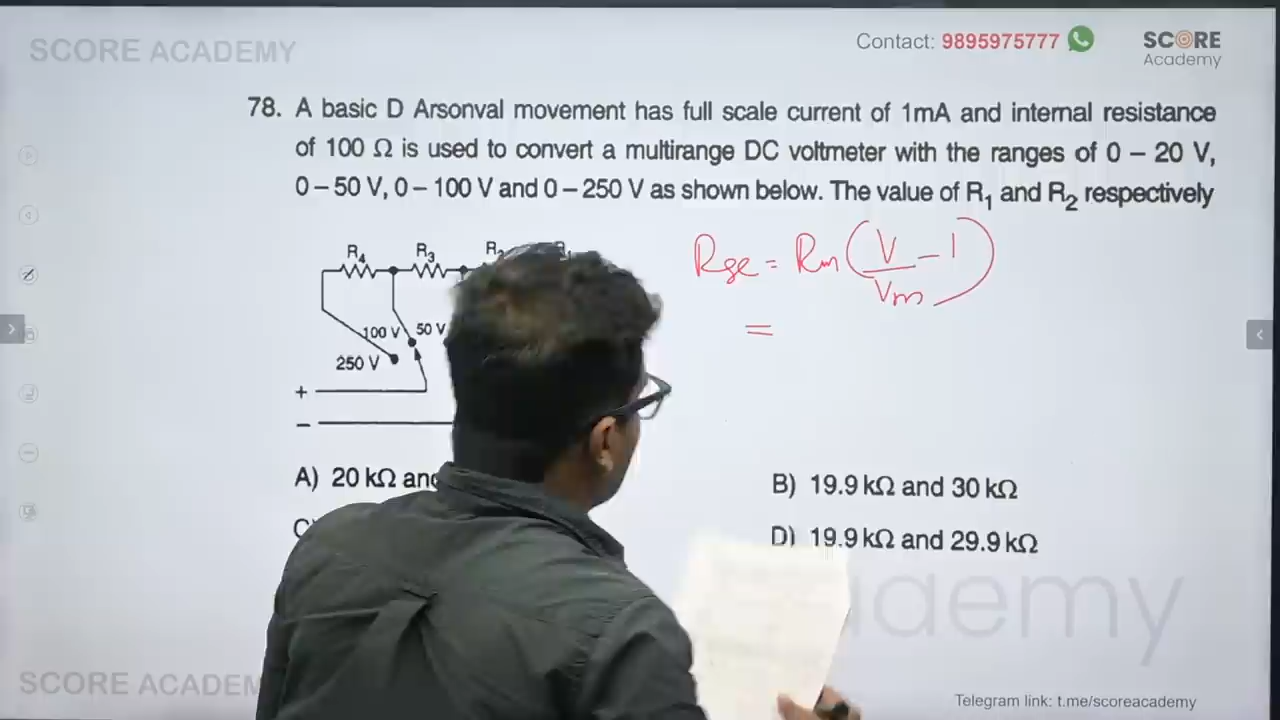 SCORE ACADEMY
Contact: 9895975777
SCORE
Academy
78. A basic D Arsonval movement has full scale current of 1mA and internal resistance
of 100 Ω is used to convert a multirange DC voltmeter with the ranges of 0 – 20 V,
0 – 50 V, 0 – 100 V and 0 – 250 V as shown below. The value of R1 and R2 respectively
R4 R3
Rse = Rm (V/Vm - 1)
=
100 V 50 V
250 V
+
–
A) 20 kΩ
B) 19.9 kΩ and 30 kΩ
D) 19.9 kΩ and 29.9 kΩ
SCORE
Telegram link: t.me/scoreacademy